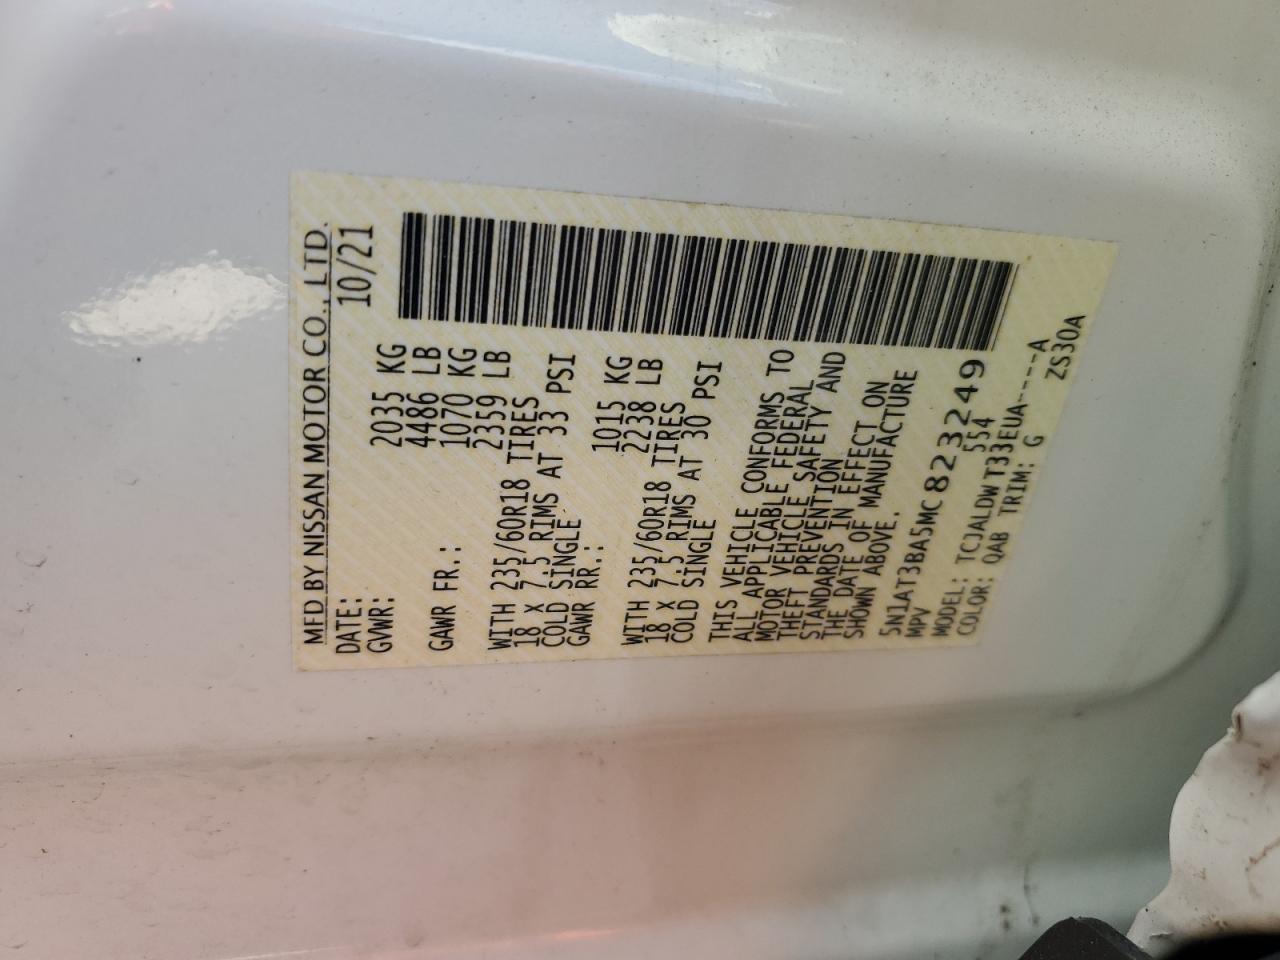 MFD BY NISSAN MOTOR CO., LTD.
DATE: 10/21
GVWR: 2035 KG
4486 LB
GAWR FR.: 1070 KG
2359 LB
WITH 235/60R18 TIRES
18 X 7.5 RIMS AT 33 PSI
COLD SINGLE
GAWR RR.: 1015 KG
2238 LB
WITH 235/60R18 TIRES
18 X 7.5 RIMS AT 30 PSI
COLD SINGLE
THIS VEHICLE CONFORMS TO
ALL APPLICABLE FEDERAL
MOTOR VEHICLE SAFETY AND
THEFT PREVENTION
STANDARDS IN EFFECT ON
THE DATE OF MANUFACTURE
SHOWN ABOVE.
5N1AT3BA5MC823249
MPV 554
MODEL: TCJALDWT33EUA-----A
COLOR: QAB TRIM: G ZS30A